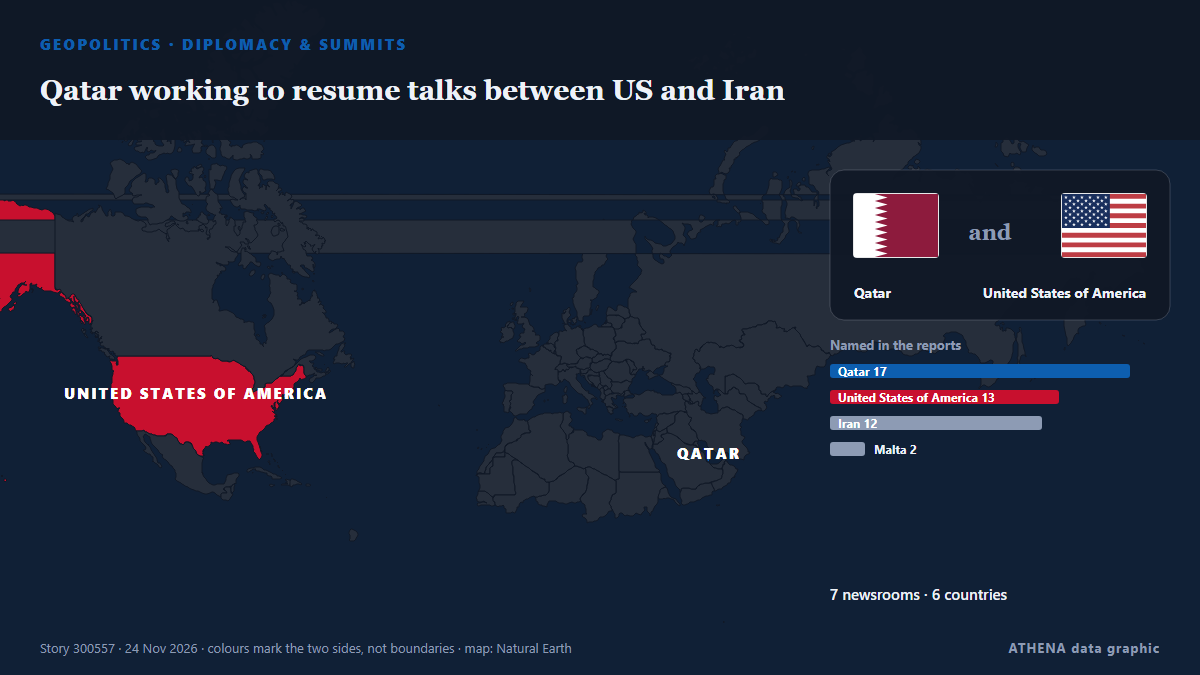 GEOPOLITICS · DIPLOMACY & SUMMITS
Qatar working to resume talks between US and Iran
and
Qatar
United States of America
Named in the reports
Qatar 17
United States of America 13
Iran 12
Malta 2
UNITED STATES OF AMERICA
QATAR
7 newsrooms · 6 countries
Story 300557 · 24 Nov 2026 · colours mark the two sides, not boundaries · map: Natural Earth
ATHENA data graphic